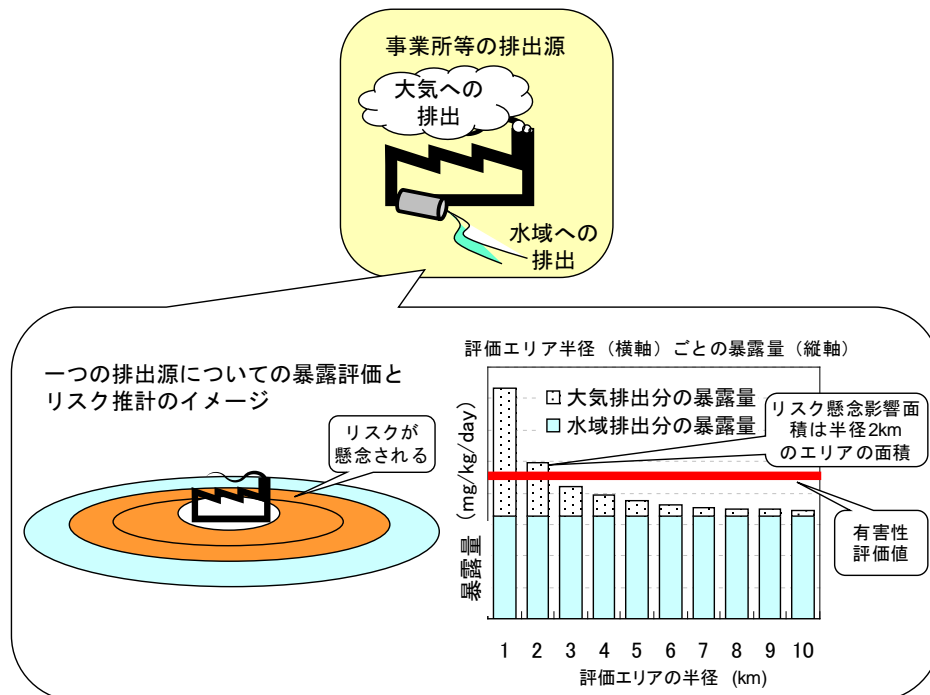 事業所等の排出源
大気への
排出
水域への
排出
一つの排出源についての暴露評価と
リスク推計のイメージ
リスクが
懸念される
評価エリア半径(横軸)ごとの暴露量(縦軸)
大気排出分の暴露量
水域排出分の暴露量
リスク懸念影響面
積は半径2km
のエリアの面積
有害性
評価値
暴露量 (mg/kg/day)
1 2 3 4 5 6 7 8 9 10
評価エリアの半径 (km)